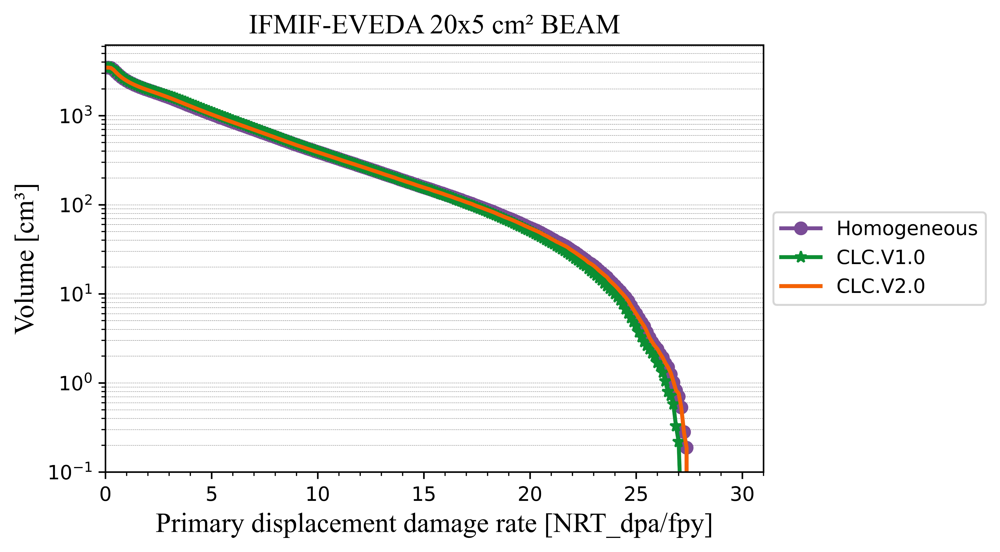 IFMIF-EVEDA 20x5 cm² BEAM
Volume [cm³]
10³
10²
10¹
10⁰
10⁻¹
0 5 10 15 20 25 30
Primary displacement damage rate [NRT_dpa/fpy]
Homogeneous
CLC.V1.0
CLC.V2.0